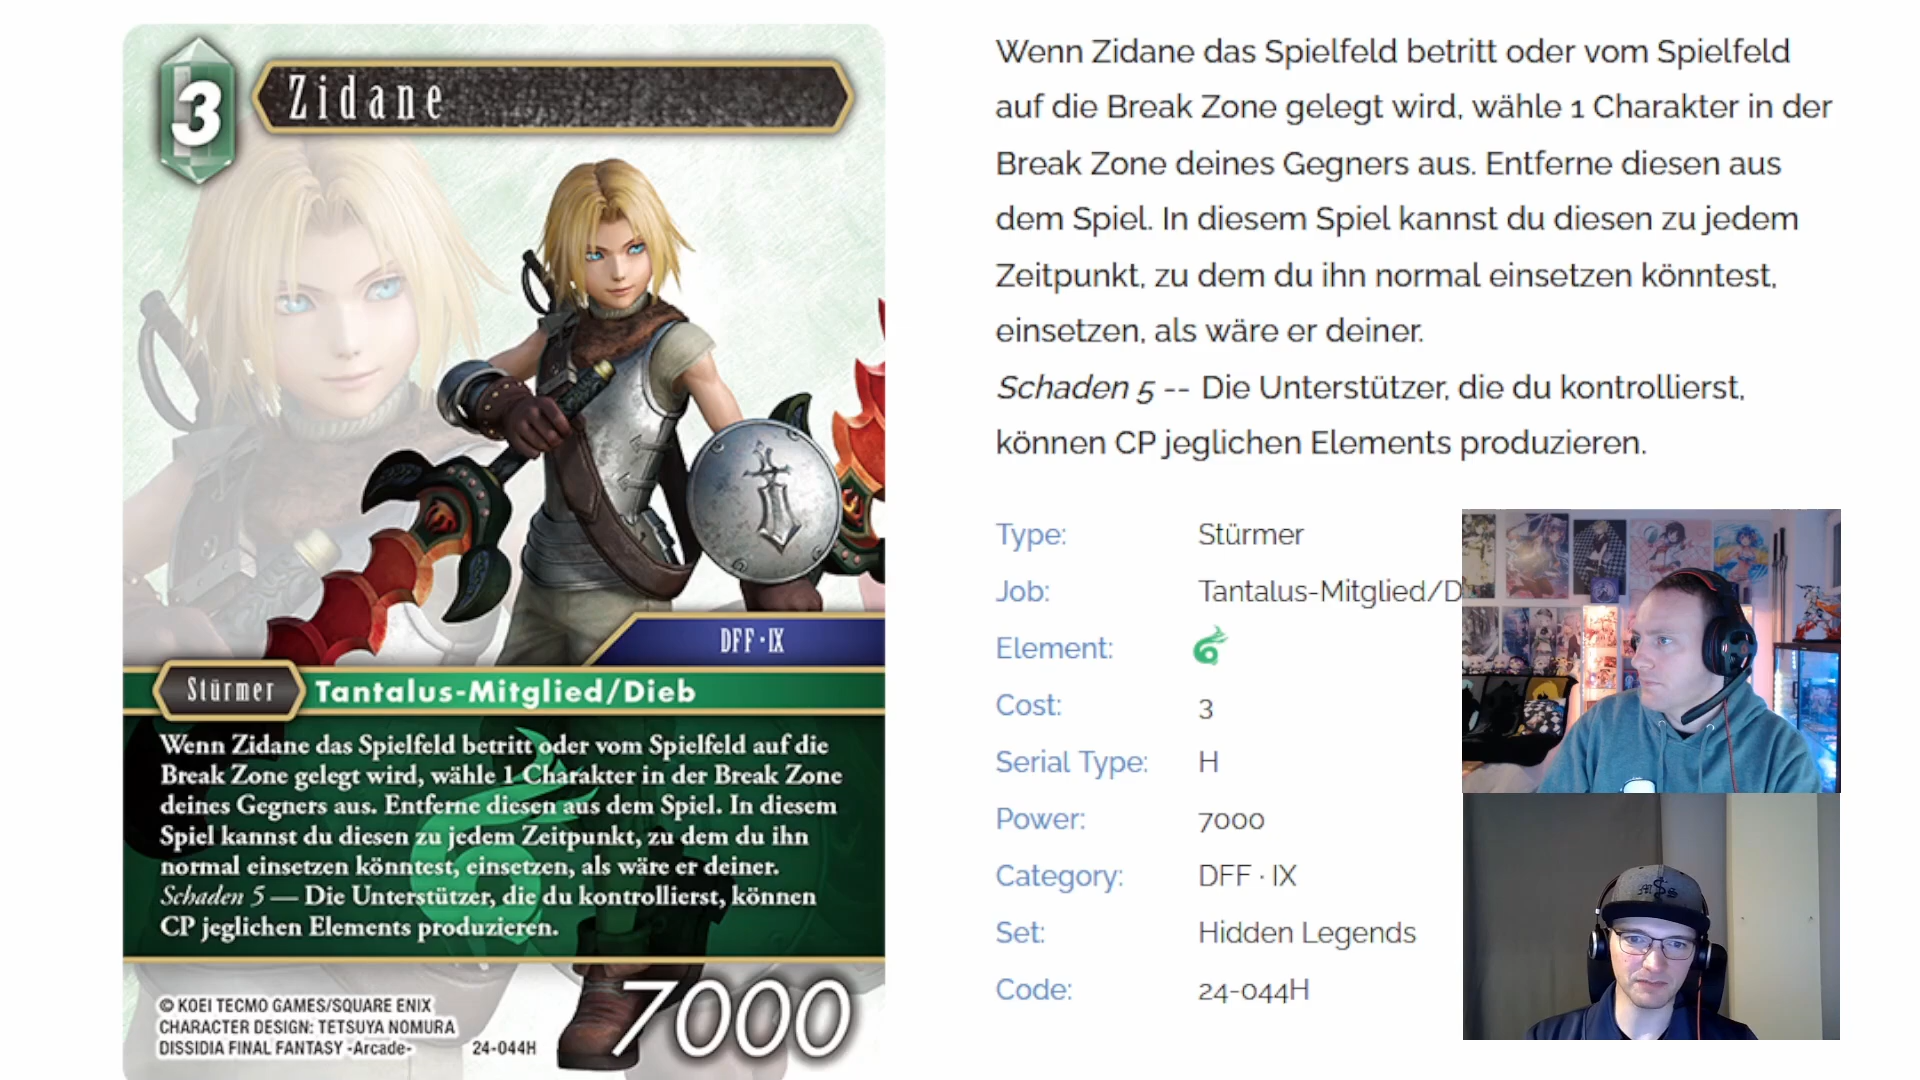 3
Zidane
DFF·IX
Stürmer
Tantalus-Mitglied/Dieb
Wenn Zidane das Spielfeld betritt oder vom Spielfeld auf die
Break Zone gelegt wird, wähle 1 Charakter in der Break Zone
deines Gegners aus. Entferne diesen aus dem Spiel. In diesem
Spiel kannst du diesen zu jedem Zeitpunkt, zu dem du ihn
normal einsetzen könntest, einsetzen, als wäre er deiner.
Schaden 5 — Die Unterstützer, die du kontrollierst, können
CP jeglichen Elements produzieren.
© KOEI TECMO GAMES/SQUARE ENIX
CHARACTER DESIGN: TETSUYA NOMURA
DISSIDIA FINAL FANTASY -Arcade-
24-044H
7000
Wenn Zidane das Spielfeld betritt oder vom Spielfeld
auf die Break Zone gelegt wird, wähle 1 Charakter in der
Break Zone deines Gegners aus. Entferne diesen aus
dem Spiel. In diesem Spiel kannst du diesen zu jedem
Zeitpunkt, zu dem du ihn normal einsetzen könntest,
einsetzen, als wäre er deiner.
Schaden 5 -- Die Unterstützer, die du kontrollierst,
können CP jeglichen Elements produzieren.
Type: Stürmer
Job: Tantalus-Mitglied/D
Element:
Cost: 3
Serial Type: H
Power: 7000
Category: DFF · IX
Set: Hidden Legends
Code: 24-044H